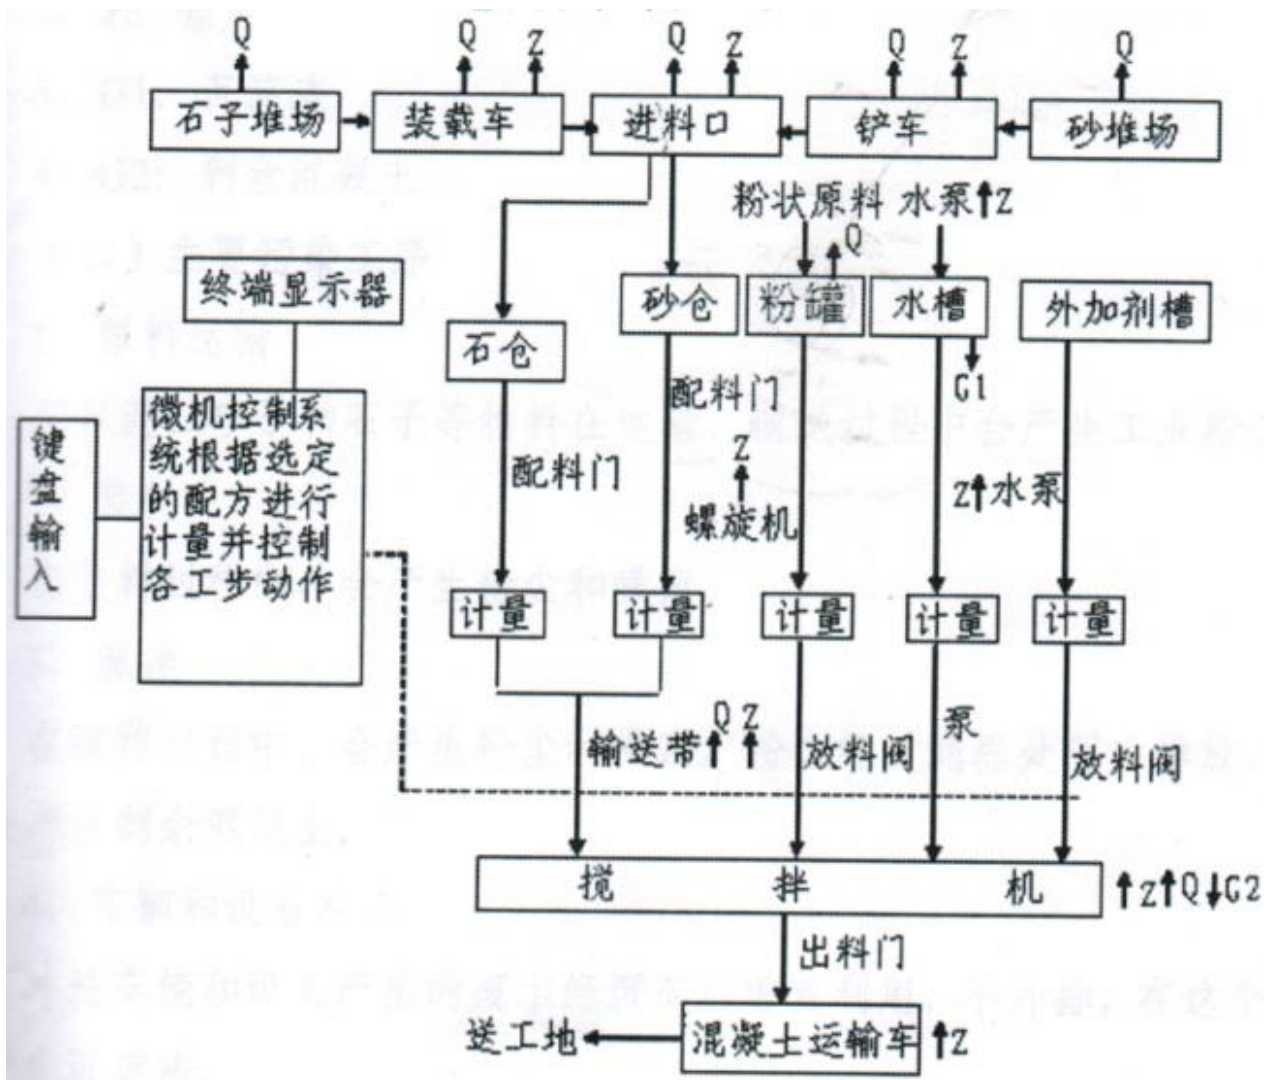 Q Q Z Q Z Q Z Q
石子堆场 装载车 进料口 铲车 砂堆场
粉状原料 水泵 Z
Q
终端显示器
砂仓 粉罐 水槽 外加剂槽
石仓
G1
键盘输入
微机控制系
统根据选定
的配方进行
计量并控制
各工步动作
配料门
配料门
Z
螺旋机
Z 水泵
计量 计量 计量 计量 计量
Q Z
输送带 放料阀 泵 放料阀
搅拌机 Z Q G2
出料门
送工地 混凝土运输车 Z